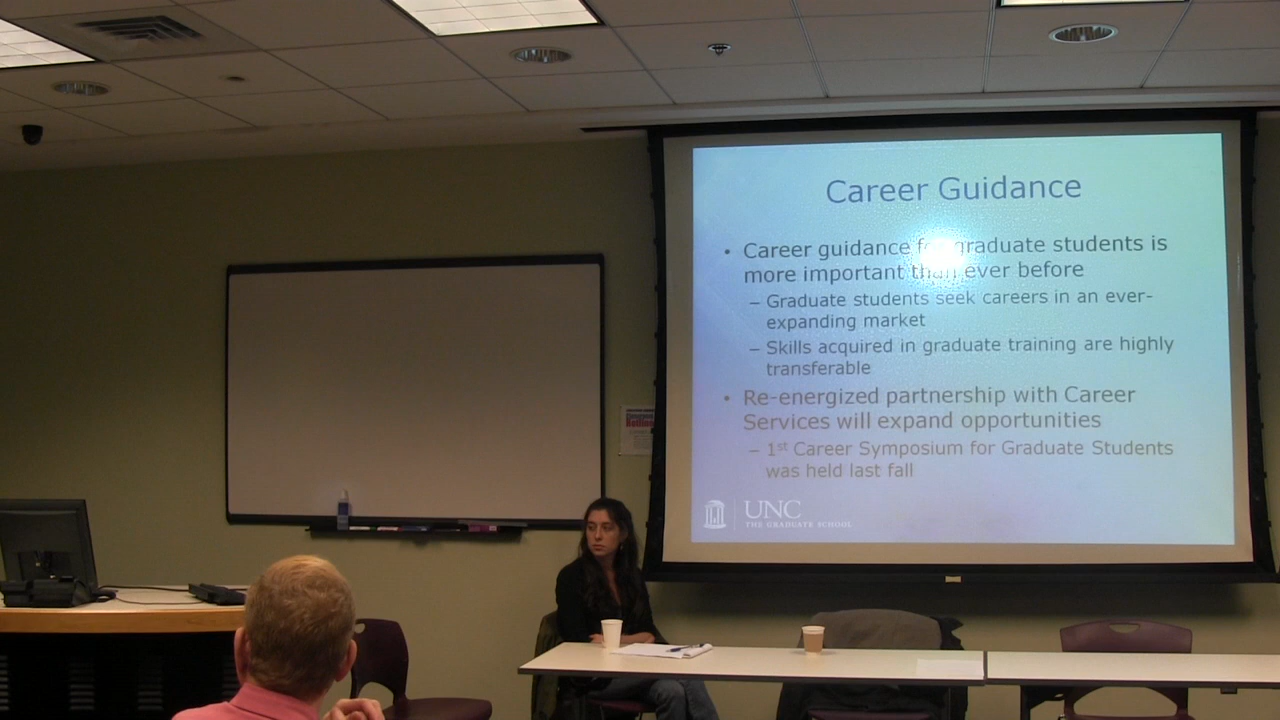 Career Guidance
• Career guidance for graduate students is
more important than ever before
– Graduate students seek careers in an ever-
expanding market
– Skills acquired in graduate training are highly
transferable
• Re-energized partnership with Career
Services will expand opportunities
– 1st Career Symposium for Graduate Students
was held last fall
UNC
THE GRADUATE SCHOOL